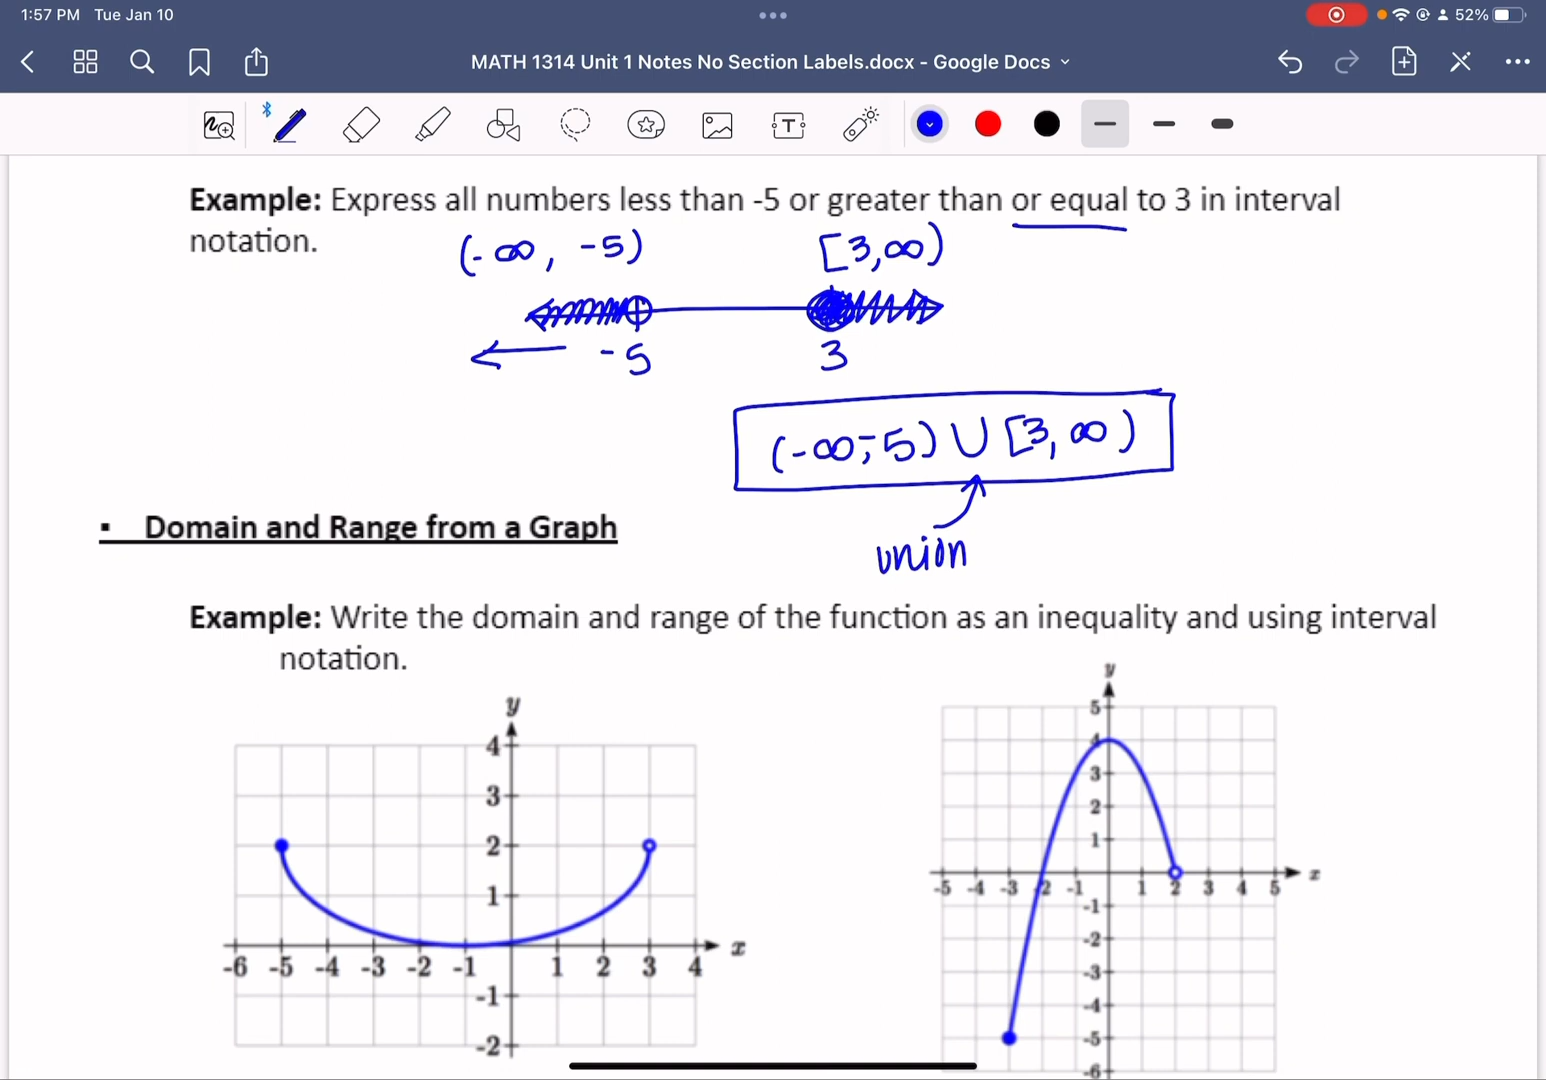 1:57 PM Tue Jan 10
52%
MATH 1314 Unit 1 Notes No Section Labels.docx - Google Docs
T
Example: Express all numbers less than -5 or greater than or equal to 3 in interval
notation.
(-∞, -5) [3,∞)
-5 3
(-∞,-5) ∪ [3, ∞)
union
▪ Domain and Range from a Graph
Example: Write the domain and range of the function as an inequality and using interval
notation.
y
4
3
2
1
-6 -5 -4 -3 -2 -1 1 2 3 4 x
-1
-2
y
5
4
3
2
1
-5 -4 -3 -2 -1 1 2 3 4 5 x
-1
-2
-3
-4
-5
-6